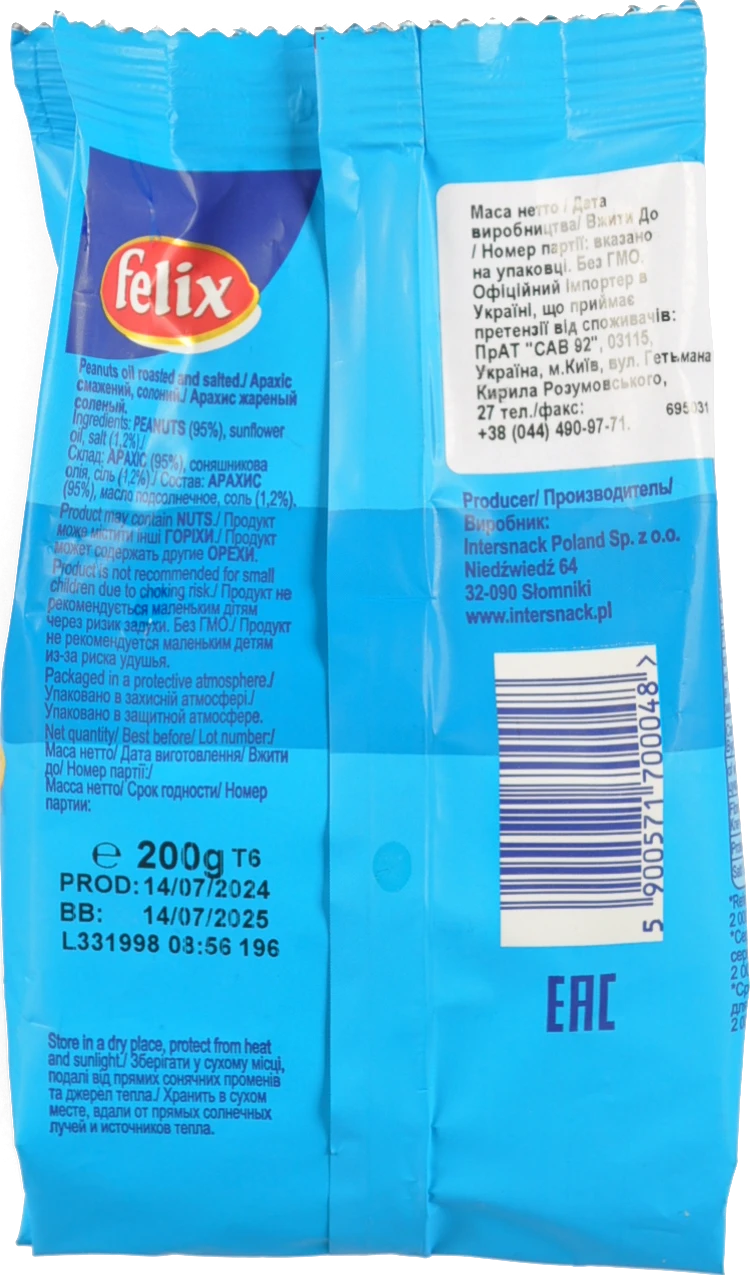 felix
Peanuts oil roasted and salted./ Арахіс
смажений, солоний./ Арахис жареный
соленый.
Ingredients: PEANUTS (95%), sunflower
oil, salt (1,2%)./
Склад: АРАХІС (95%), соняшникова
олія, сіль (1,2%)./ Состав: АРАХИС
(95%), масло подсолнечное, соль (1,2%).
Product may contain NUTS./ Продукт
може містити інші ГОРІХИ./ Продукт
может содержать другие ОРЕХИ.
Product is not recommended for small
children due to choking risk./ Продукт не
рекомендується маленьким дітям
через ризик задухи. Без ГМО./ Продукт
не рекомендуется маленьким детям
из-за риска удушья.
Packaged in a protective atmosphere./
Упаковано в захисній атмосфері./
Упаковано в защитной атмосфере.
Net quantity/ Best before/ Lot number:/
Маса нетто/ Дата виготовлення/ Вжити
до/ Номер партії:/
Масса нетто/ Срок годности/ Номер
партии:
℮ 200g T6
PROD: 14/07/2024
BB: 14/07/2025
L331998 08:56 196
Store in a dry place, protect from heat
and sunlight./ Зберігати у сухому місці,
подалі від прямих сонячних променів
та джерел тепла./ Хранить в сухом
месте, вдали от прямых солнечных
лучей и источников тепла.
Маса нетто / Дата
виробництва/ Вжити До
/ Номер партії: вказано
на упаковці. Без ГМО.
Офіційний імпортер в
Україні, що приймає
претензії від споживачів:
ПрАТ "САВ 92", 03115,
Україна, м.Київ, вул. Гетьмана
Кирила Розумовського,
27 тел./факс: 695031
+38 (044) 490-97-71.
Producer/ Производитель/
Виробник:
Intersnack Poland Sp. z o.o.
Niedźwiedź 64
32-090 Słomniki
www.intersnack.pl
5 900571 700048 >
EAC